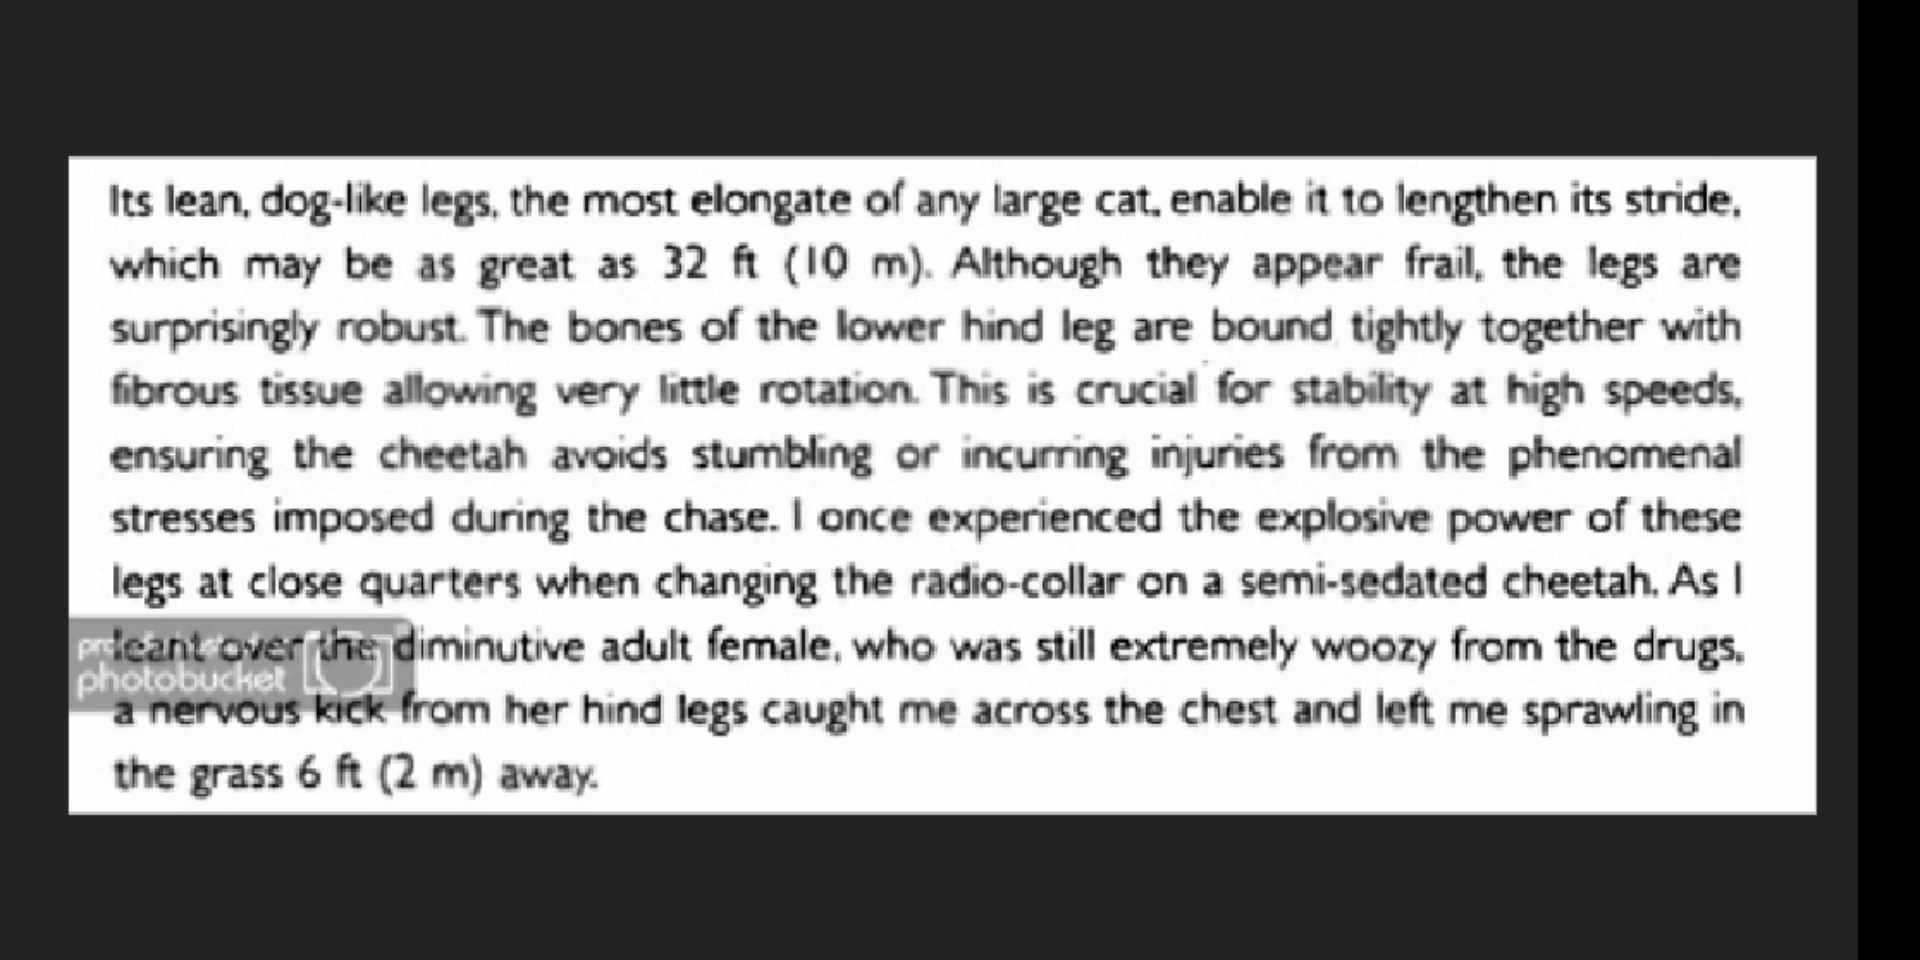 Its lean, dog-like legs, the most elongate of any large cat, enable it to lengthen its stride,
which may be as great as 32 ft (10 m). Although they appear frail, the legs are
surprisingly robust. The bones of the lower hind leg are bound tightly together with
fibrous tissue allowing very little rotation. This is crucial for stability at high speeds,
ensuring the cheetah avoids stumbling or incurring injuries from the phenomenal
stresses imposed during the chase. I once experienced the explosive power of these
legs at close quarters when changing the radio-collar on a semi-sedated cheetah. As I
leant over the diminutive adult female, who was still extremely woozy from the drugs,
photobucket
a nervous kick from her hind legs caught me across the chest and left me sprawling in
the grass 6 ft (2 m) away.